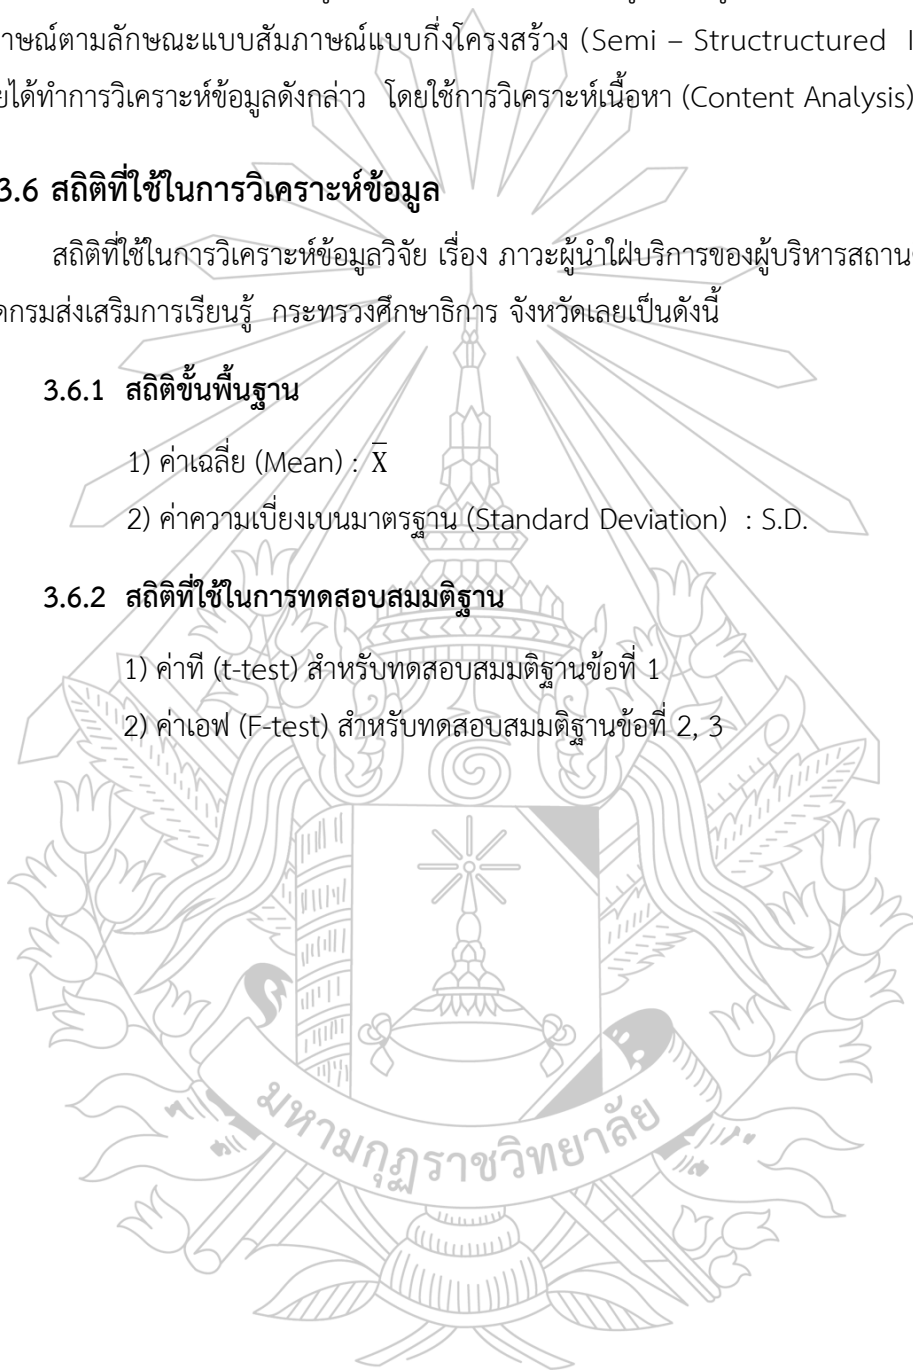 าษณ์ตามลักษณะแบบสัมภาษณ์แบบกึ่งโครงสร้าง (Semi – Structructured I
ยได้ทำการวิเคราะห์ข้อมูลดังกล่าว โดยใช้การวิเคราะห์เนื้อหา (Content Analysis)
3.6 สถิติที่ใช้ในการวิเคราะห์ข้อมูล
สถิติที่ใช้ในการวิเคราะห์ข้อมูลวิจัย เรื่อง ภาวะผู้นำใฝ่บริการของผู้บริหารสถาน
กรมส่งเสริมการเรียนรู้ กระทรวงศึกษาธิการ จังหวัดเลยเป็นดังนี้
3.6.1 สถิติขั้นพื้นฐาน
1) ค่าเฉลี่ย (Mean) : X̅
2) ค่าความเบี่ยงเบนมาตรฐาน (Standard Deviation) : S.D.
3.6.2 สถิติที่ใช้ในการทดสอบสมมติฐาน
1) ค่าที (t-test) สำหรับทดสอบสมมติฐานข้อที่ 1
2) ค่าเอฟ (F-test) สำหรับทดสอบสมมติฐานข้อที่ 2, 3
มหามกุฏราชวิทยาลัย